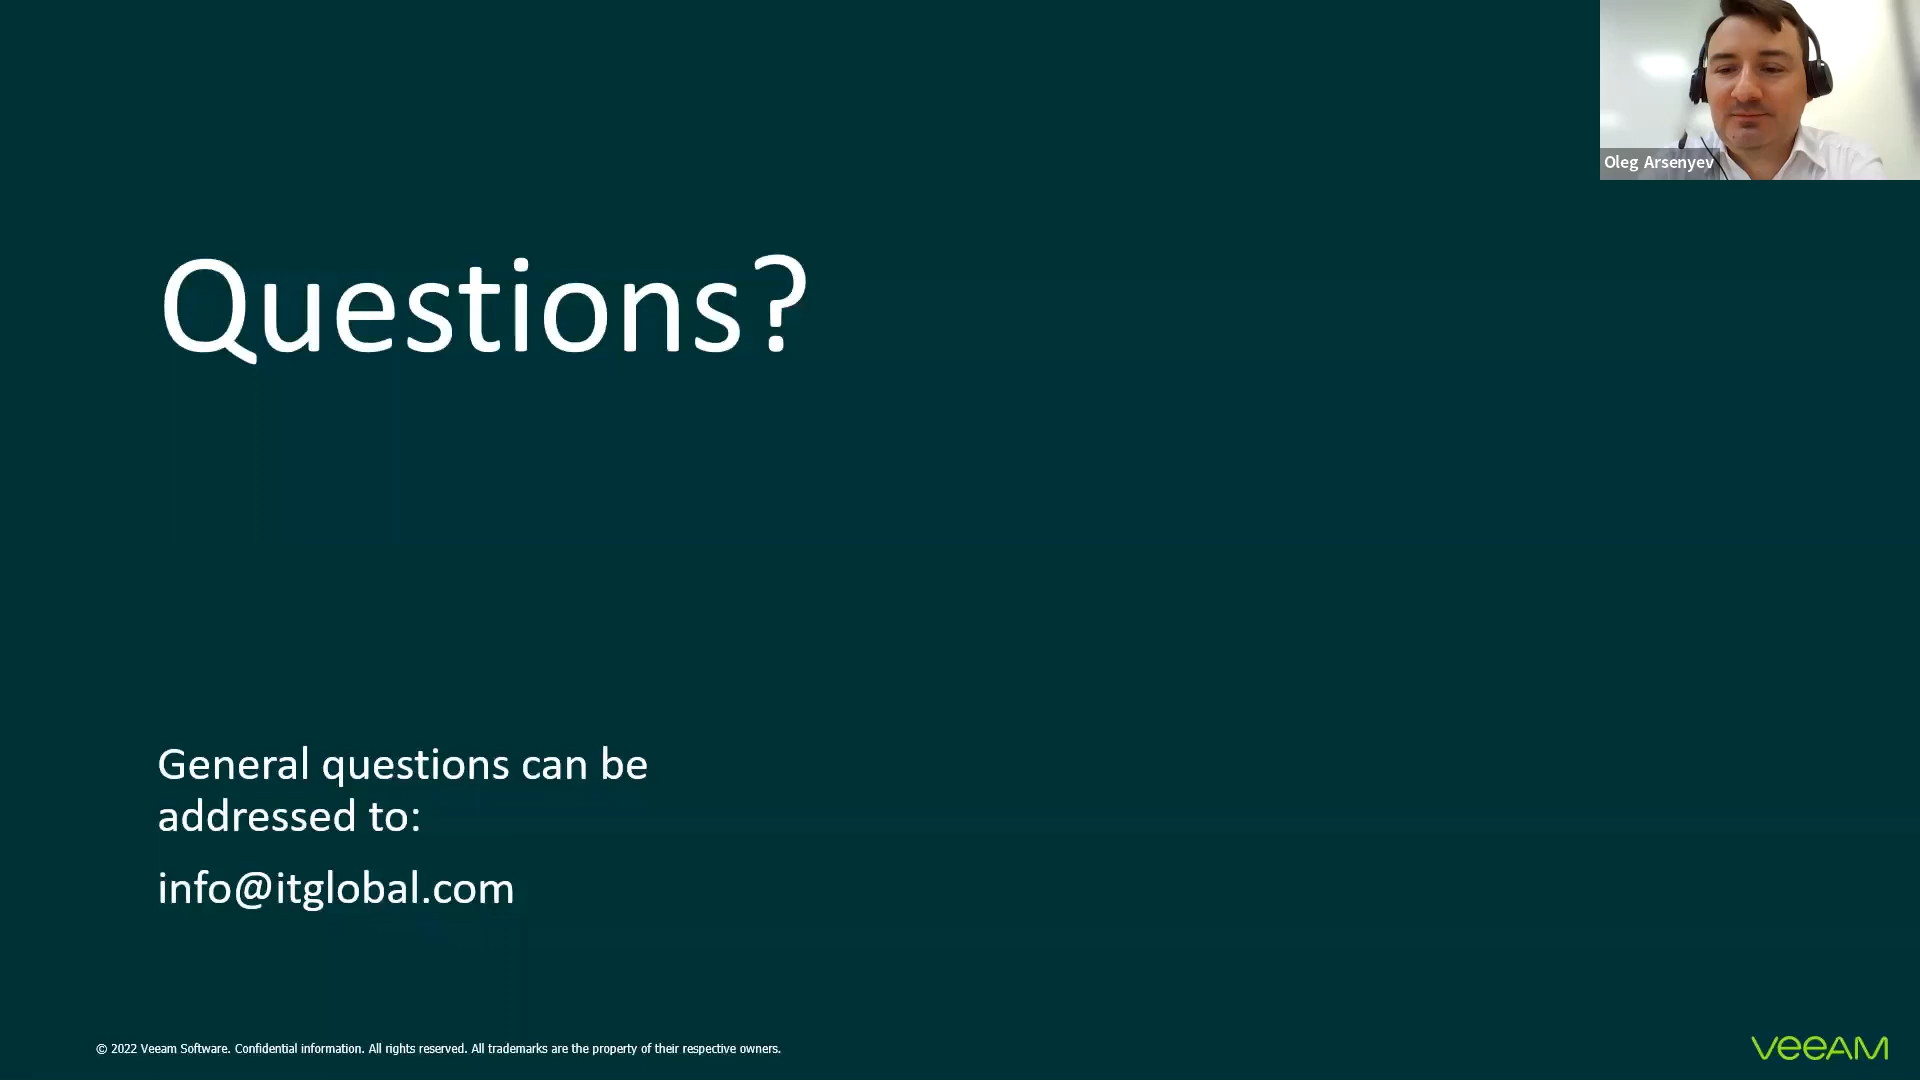 Oleg Arsenyev
Questions?
General questions can be
addressed to:
info@itglobal.com
© 2022 Veeam Software. Confidential information. All rights reserved. All trademarks are the property of their respective owners.
VEEAM